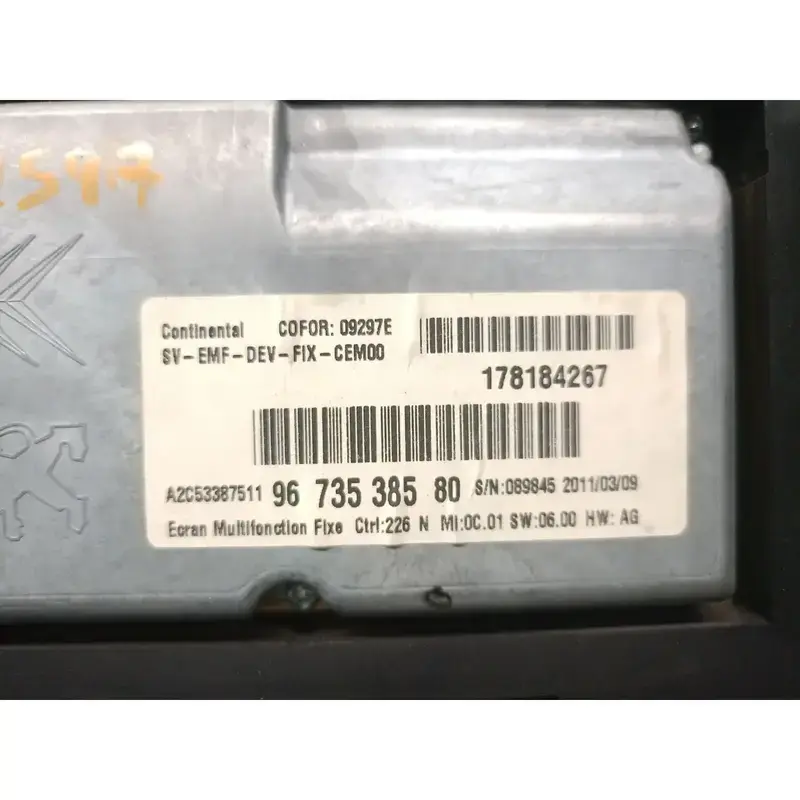 Continental COFOR: 09297E
SV-EMF-DEV-FIX-CEM00
178184267
A2C53387511 96 735 385 80 S/N:089845 2011/03/09
Ecran Multifonction Fixe Ctrl:226 N MI:0C.01 SW:06.00 HW: AG